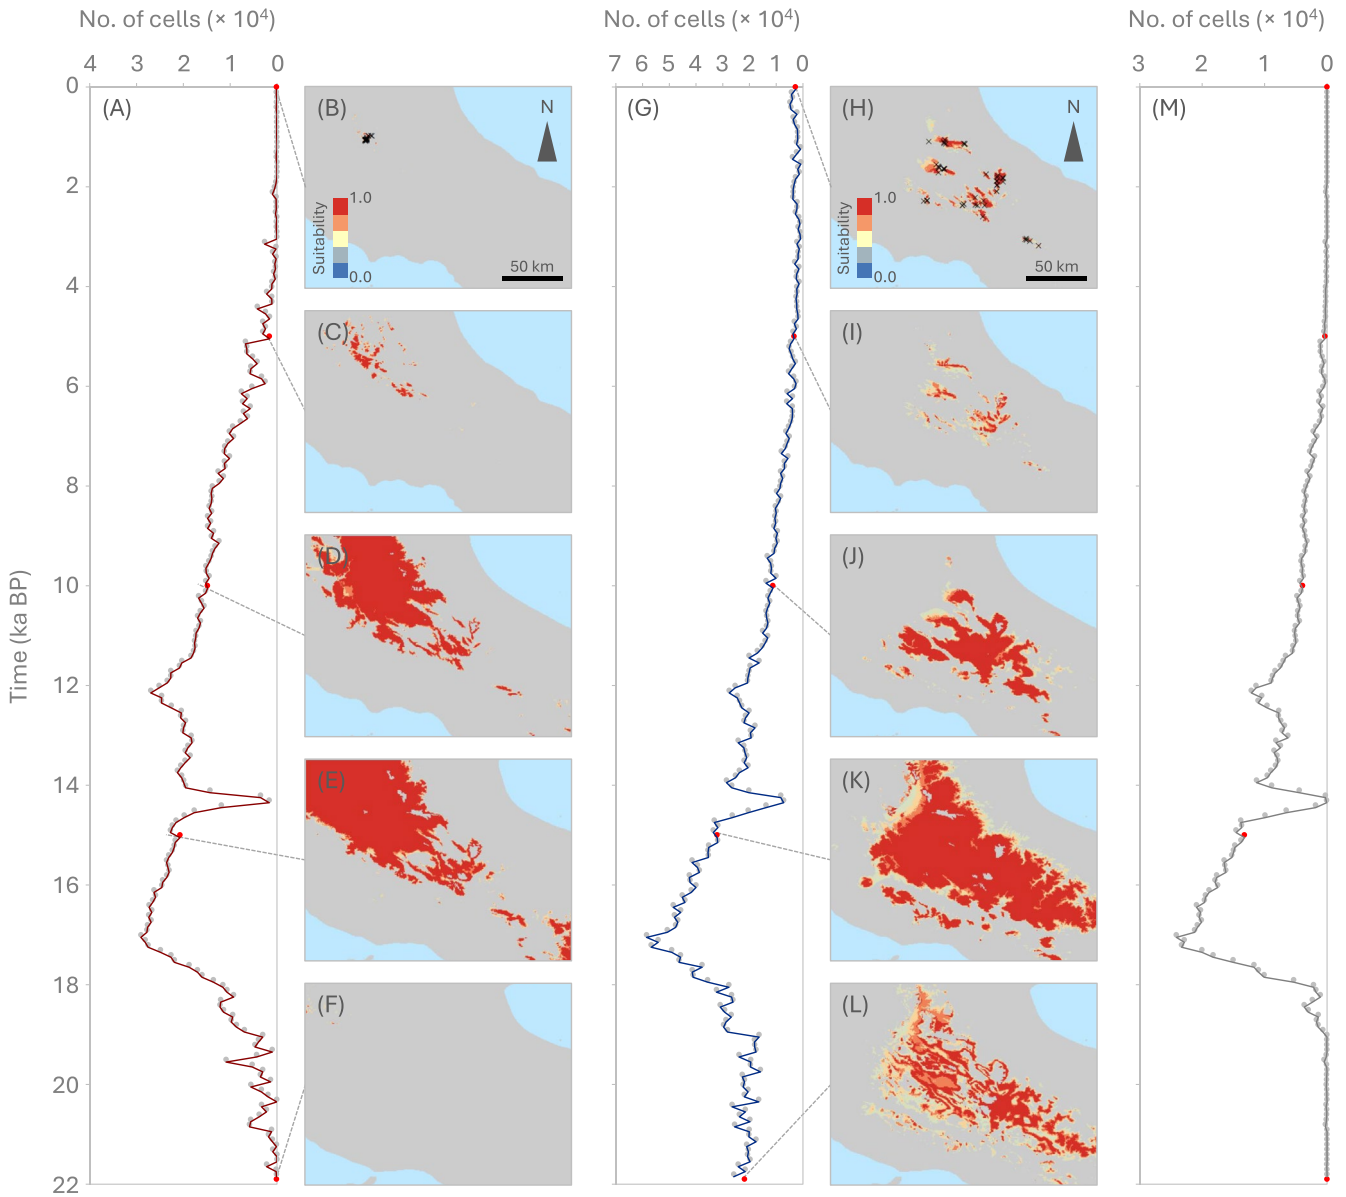 No. of cells (× 10⁴)
No. of cells (× 10⁴)
No. of cells (× 10⁴)
4 3 2 1 0
7 6 5 4 3 2 1 0
3 2 1 0
0
2
4
6
8
10
12
14
16
18
20
22
Time (ka BP)
(A)
(B)
N
Suitability
1.0
0.0
50 km
(C)
(D)
(E)
(F)
(G)
(H)
N
Suitability
1.0
0.0
50 km
(I)
(J)
(K)
(L)
(M)